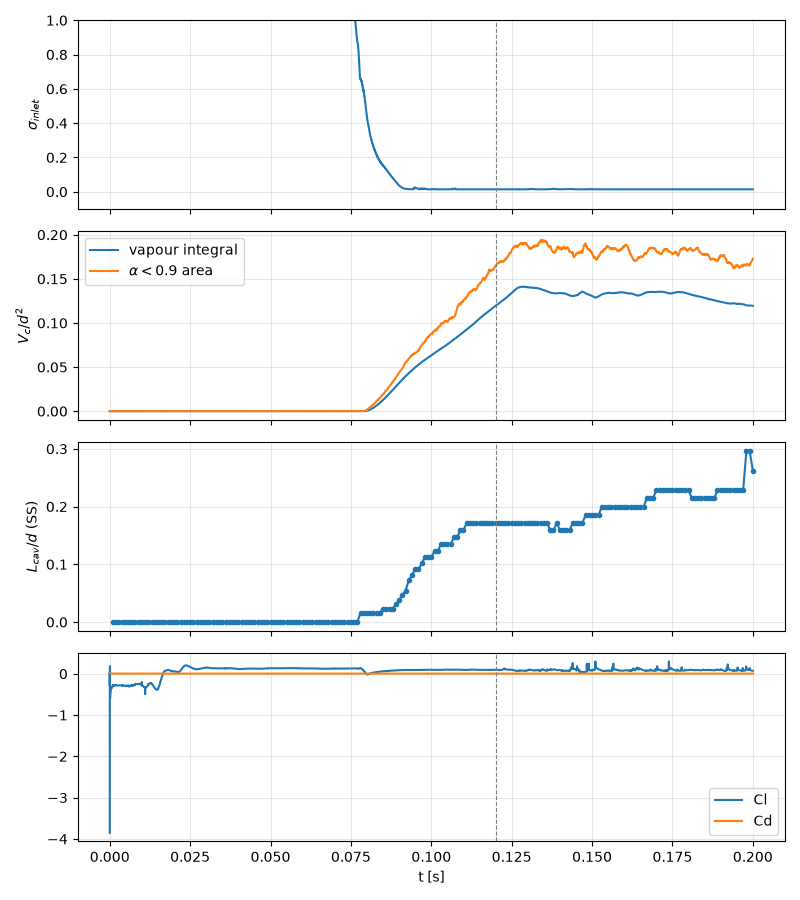 1.0
0.8
0.6
0.4
0.2
0.0
σ_inlet
0.20
0.15
0.10
0.05
0.00
V_c/d²
vapour integral
α < 0.9 area
0.3
0.2
0.1
0.0
L_cav/d (SS)
0
−1
−2
−3
−4
Cl
Cd
0.000 0.025 0.050 0.075 0.100 0.125 0.150 0.175 0.200
t [s]